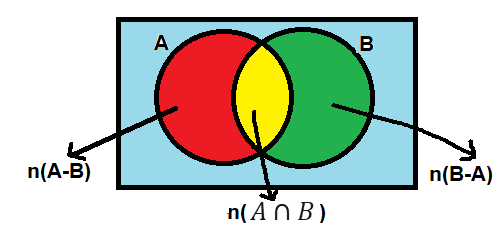 A
B
n(A-B)
n(B-A)
n( A ∩ B )